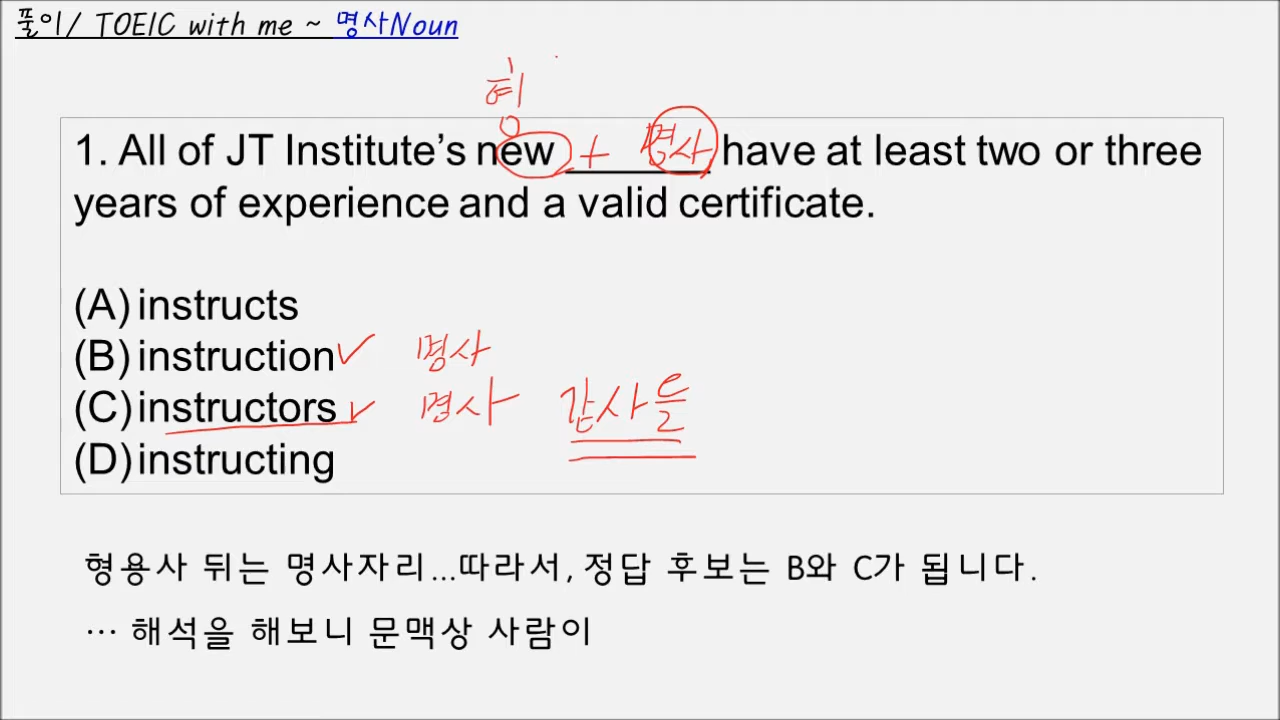 풀이/ TOEIC with me ~ 명사Noun
형
1. All of JT Institute's new + 명사 have at least two or three
years of experience and a valid certificate.
(A) instructs
(B) instruction 명사
(C) instructors 명사 강사들
(D) instructing
형용사 뒤는 명사자리...따라서, 정답 후보는 B와 C가 됩니다.
… 해석을 해보니 문맥상 사람이